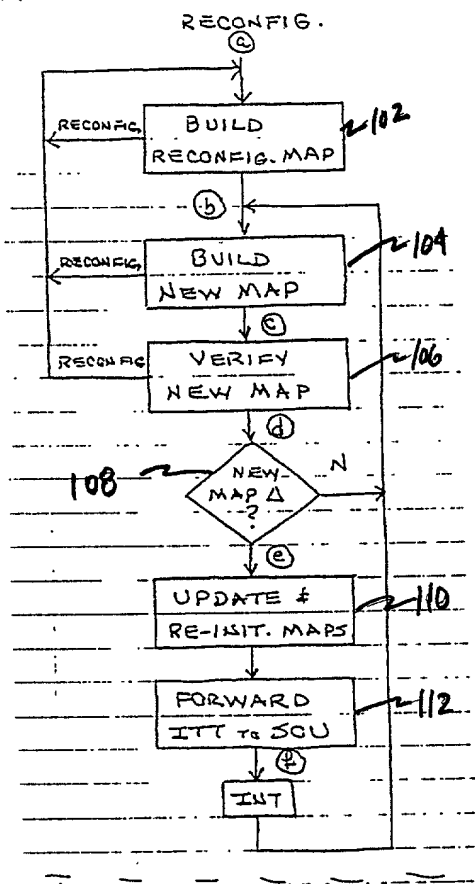 RECONFIG.
a
RECONFIG
BUILD
RECONFIG. MAP
102
b
RECONFIG
BUILD
NEW MAP
104
c
RECONFIG
VERIFY
NEW MAP
106
d
108
NEW
MAP Δ
?
N
e
UPDATE &
RE-INIT. MAPS
110
FORWARD
ITT TO SCU
112
f
INT